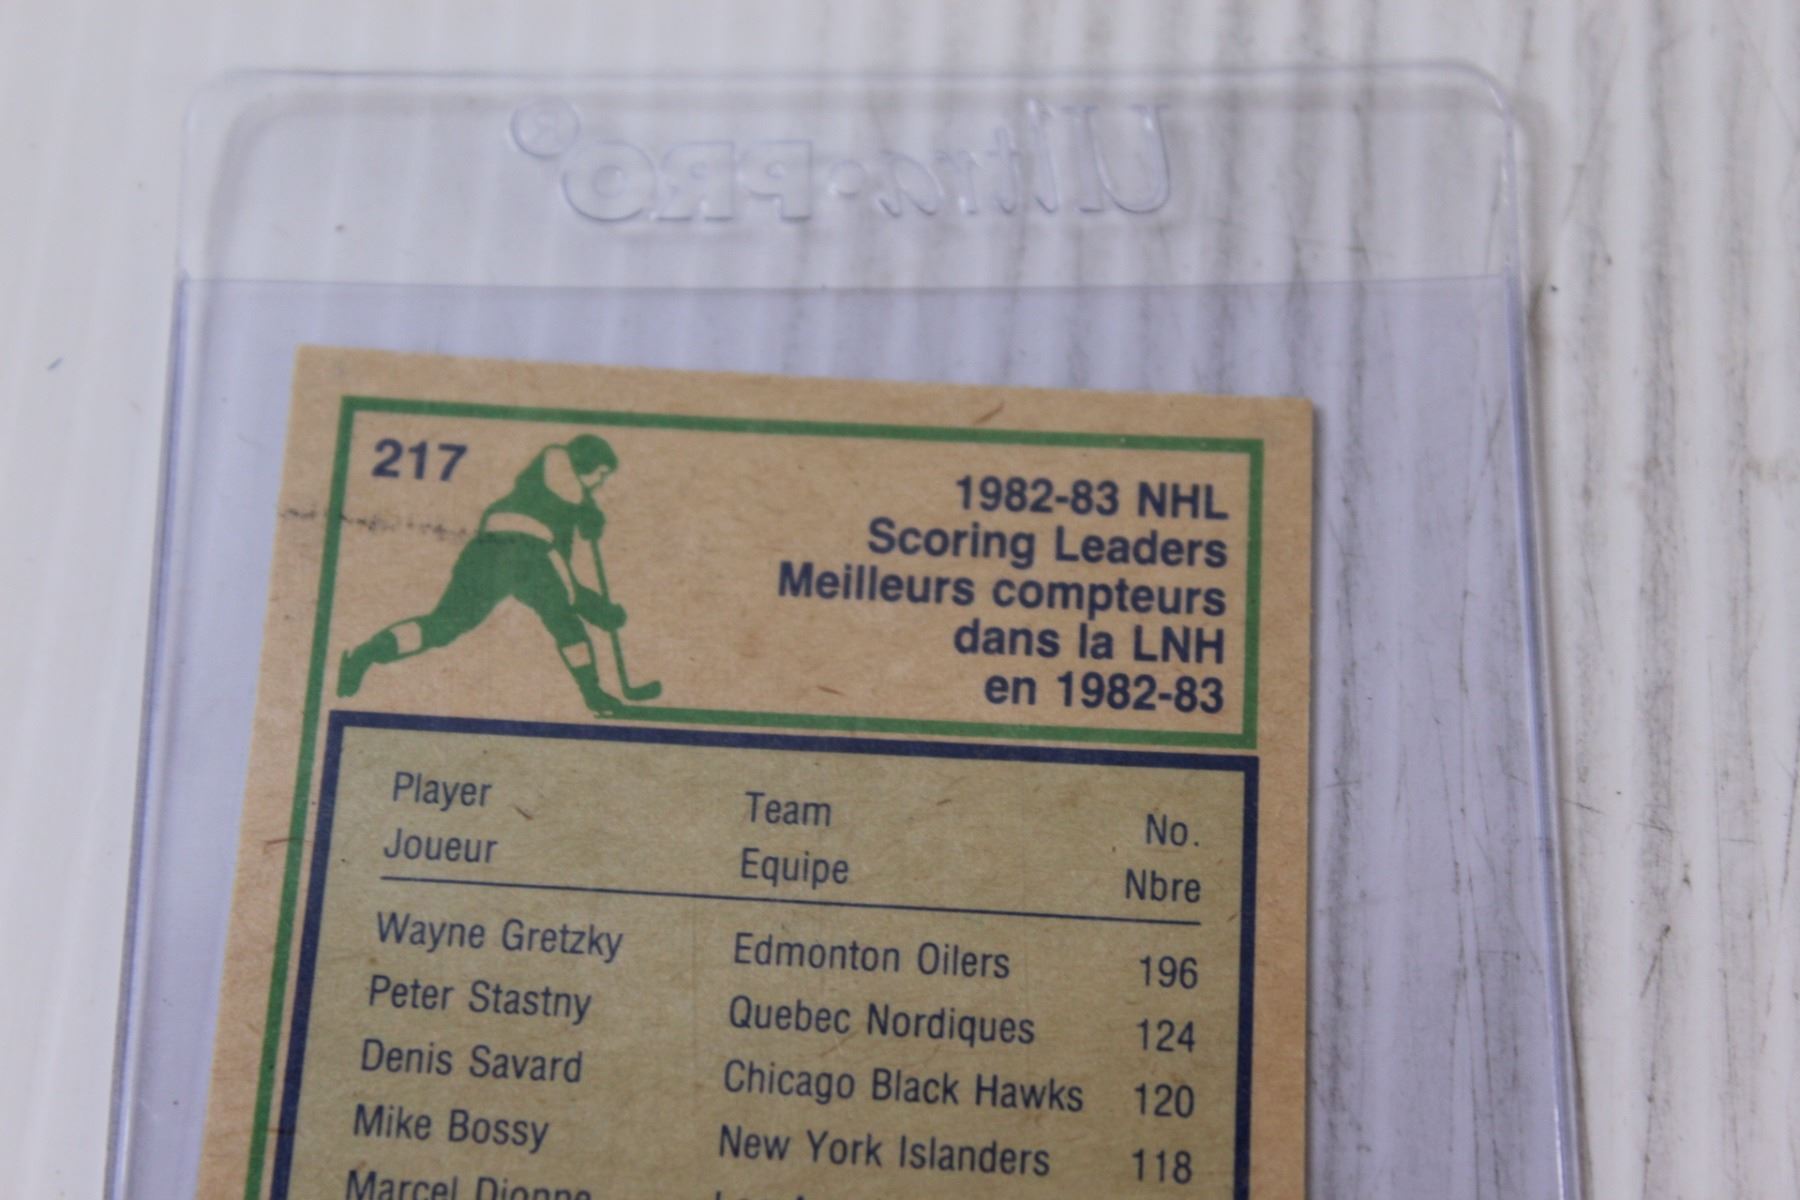 Ultra·PRO®
217
1982-83 NHL
Scoring Leaders
Meilleurs compteurs
dans la LNH
en 1982-83
Player Team No.
Joueur Equipe Nbre
Wayne Gretzky Edmonton Oilers 196
Peter Stastny Quebec Nordiques 124
Denis Savard Chicago Black Hawks 120
Mike Bossy New York Islanders 118
Marcel Dionne